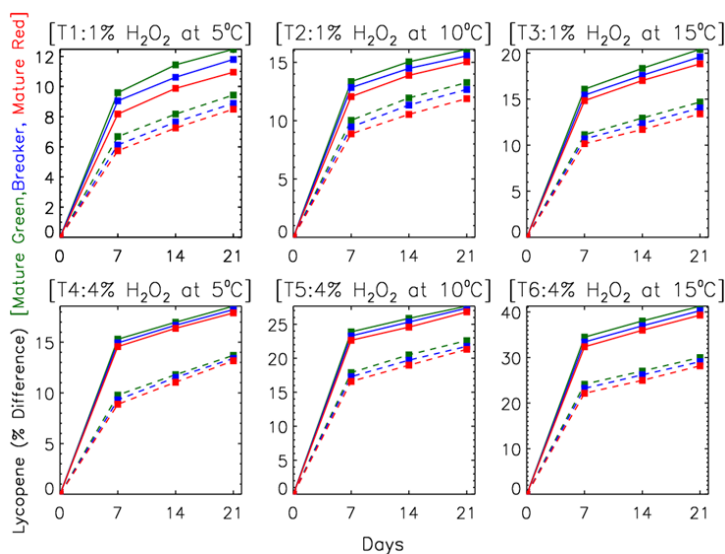 [T1:1% H₂O₂ at 5°C]
[T2:1% H₂O₂ at 10°C]
[T3:1% H₂O₂ at 15°C]
12
10
8
6
4
2
0
0 7 14 21
15
10
5
0
0 7 14 21
20
15
10
5
0
0 7 14 21
[T4:4% H₂O₂ at 5°C]
[T5:4% H₂O₂ at 10°C]
[T6:4% H₂O₂ at 15°C]
15
10
5
0
0 7 14 21
25
20
15
10
5
0
0 7 14 21
40
30
20
10
0
0 7 14 21
Lycopene (% Difference) [Mature Green,Breaker, Mature Red]
Days